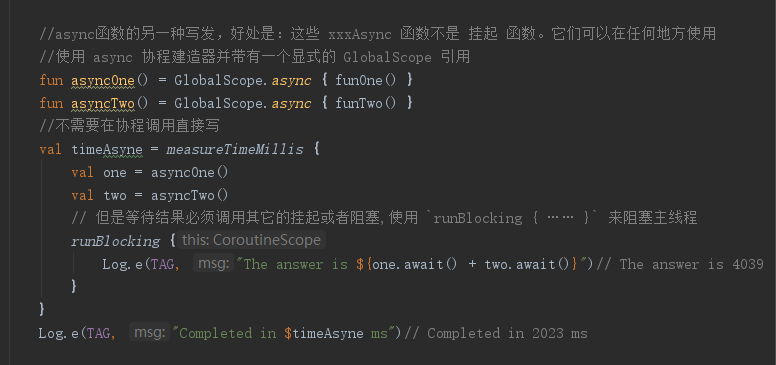 //async函数的另一种写发，好处是：这些 xxxAsync 函数不是 挂起 函数。它们可以在任何地方使用
//使用 async 协程建造器并带有一个显式的 GlobalScope 引用
fun asyncOne() = GlobalScope.async { funOne() }
fun asyncTwo() = GlobalScope.async { funTwo() }
//不需要在协程调用直接写
val timeAsyne = measureTimeMillis {
val one = asyncOne()
val two = asyncTwo()
// 但是等待结果必须调用其它的挂起或者阻塞,使用 `runBlocking { …… }` 来阻塞主线程
runBlocking { this: CoroutineScope
Log.e(TAG, msg: "The answer is ${one.await() + two.await()}")// The answer is 4039
}
}
Log.e(TAG, msg: "Completed in $timeAsyne ms")// Completed in 2023 ms